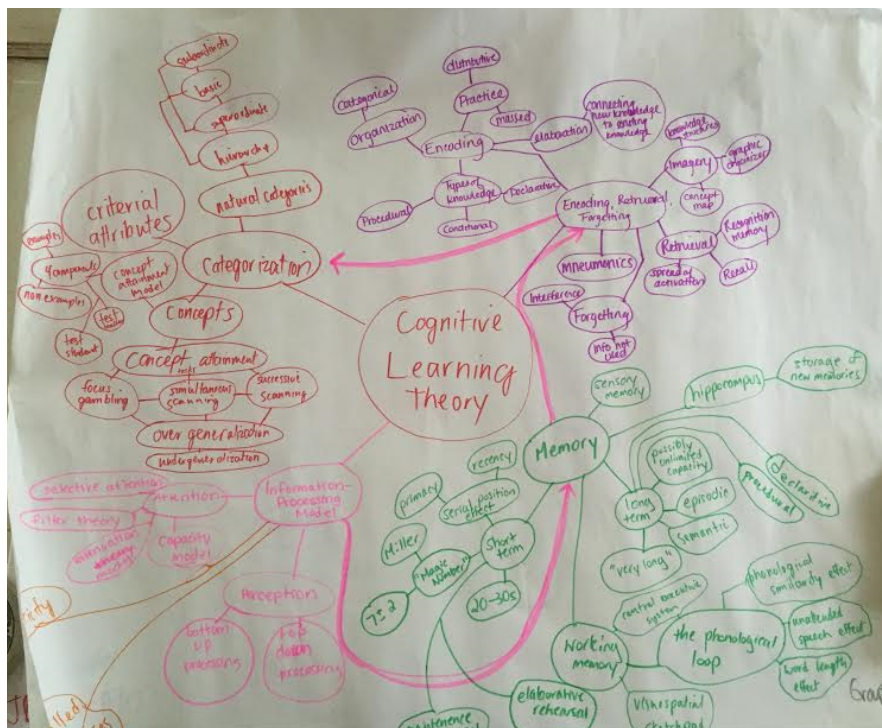 subordinate
basic
superordinate
hierarchy
natural categories
criterial
attributes
examples
4 components
non examples
concept
attainment
model
test
test
student
Categorization
Concepts
Concept attainment
focus
gambling
simultaneous
scanning
successive
scanning
over generalization
undergeneralization
Cognitive
Learning
Theory
distributive
Practice
massed
Categorical
Organization
Encoding
elaboration
connecting
new knowledge
to existing
knowledge
Types of
knowledge
Declarative
Procedural
Conditional
Encoding, Retrieval,
Forgetting
knowledge
Imagery
graphic
organizer
concept
map
Retrieval
Recognition
memory
spread of
activation
Recall
Mneumonics
Interference
Forgetting
info not
used
sensory
memory
hippocampus
storage of
new memories
Memory
possibly
unlimited
capacity
long
term
episodic
Semantic
"very long"
procedural
declarative
recency
primary
serial position
effect
Short
term
Miller
"Magic
Number"
7±2
20-30s
elaborative
rehearsal
Working
memory
central executive
system
the phonological
loop
phonological
similarity effect
unattended
speech effect
word length
effect
visuospatial
Information-
Processing
Model
Attention
selective attention
filter theory
capacity
model
Perception
bottom
up
processing
top
down
processing